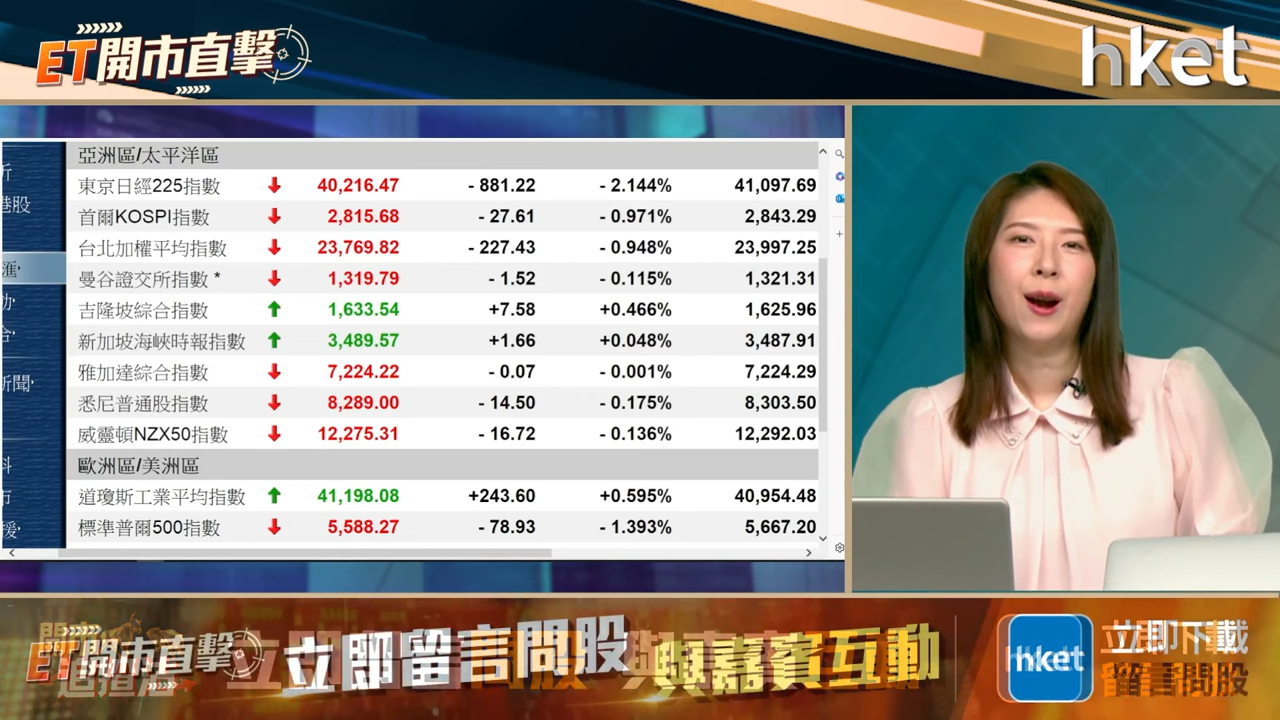 ET開市直擊
hket
亞洲區/太平洋區
東京日經225指數 40,216.47 - 881.22 - 2.144% 41,097.69
首爾KOSPI指數 2,815.68 - 27.61 - 0.971% 2,843.29
台北加權平均指數 23,769.82 - 227.43 - 0.948% 23,997.25
曼谷證交所指數 * 1,319.79 - 1.52 - 0.115% 1,321.31
吉隆坡綜合指數 1,633.54 +7.58 +0.466% 1,625.96
新加坡海峽時報指數 3,489.57 +1.66 +0.048% 3,487.91
雅加達綜合指數 7,224.22 - 0.07 - 0.001% 7,224.29
悉尼普通股指數 8,289.00 - 14.50 - 0.175% 8,303.50
威靈頓NZX50指數 12,275.31 - 16.72 - 0.136% 12,292.03
歐洲區/美洲區
道瓊斯工業平均指數 41,198.08 +243.60 +0.595% 40,954.48
標準普爾500指數 5,588.27 - 78.93 - 1.393% 5,667.20
港股
匯
新聞
ET開市直擊
立即留言問股
與嘉賓互動
hket
立即下載
留言問股